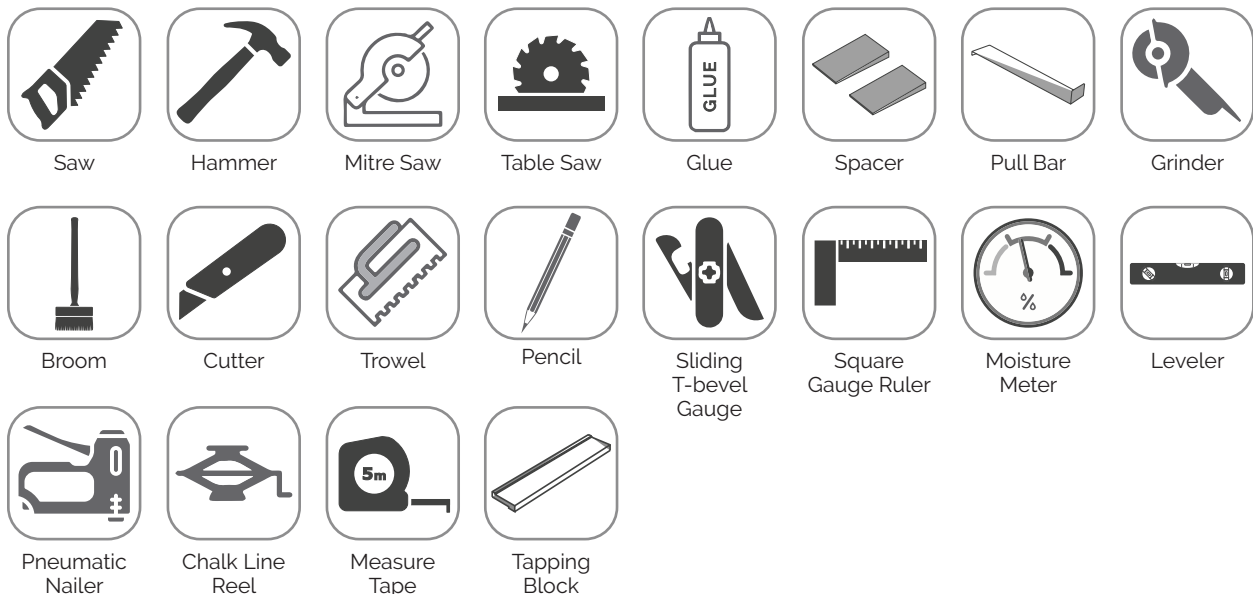 GLUE
Saw
Hammer
Mitre Saw
Table Saw
Glue
Spacer
Pull Bar
Grinder
%
Broom
Cutter
Trowel
Pencil
Sliding
T-bevel
Gauge
Square
Gauge Ruler
Moisture
Meter
Leveler
5m
Pneumatic
Nailer
Chalk Line
Reel
Measure
Tape
Tapping
Block